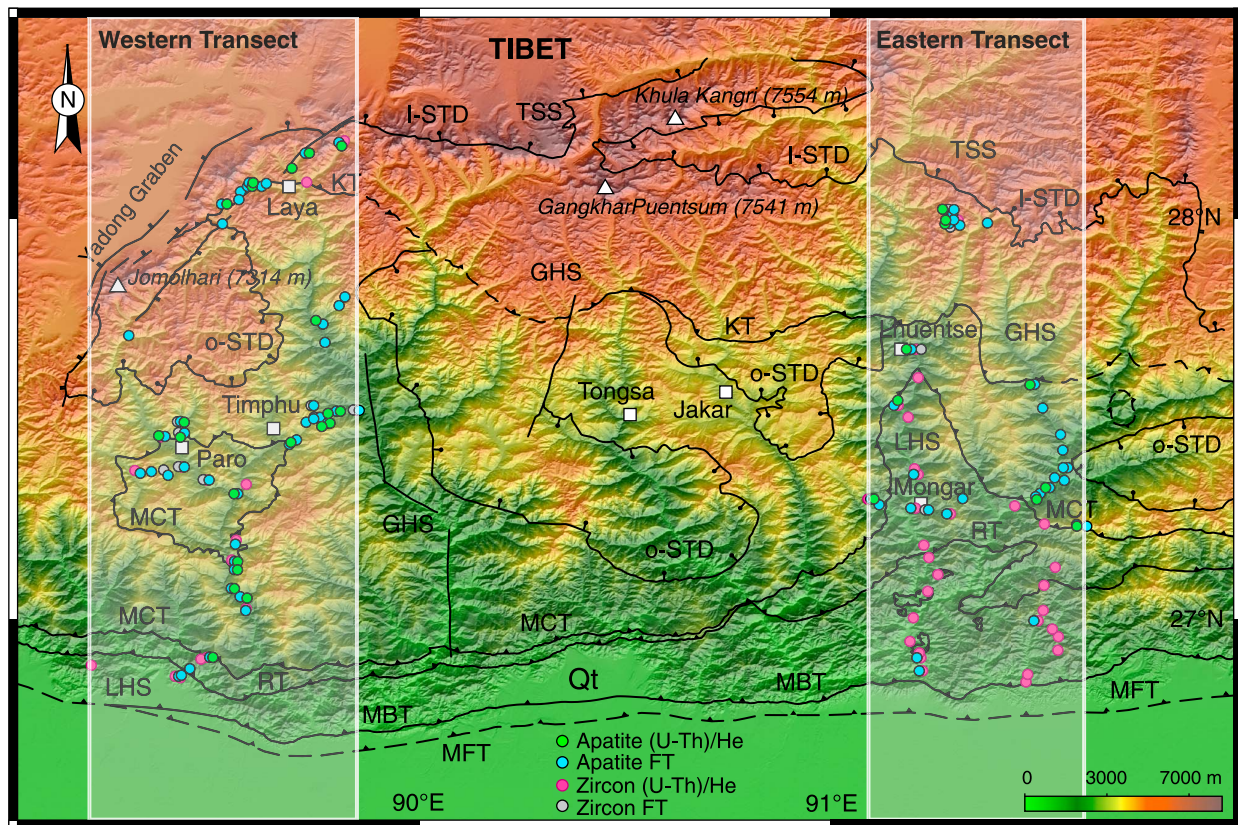 Western Transect
TIBET
Eastern Transect
N
Khula Kangri (7554 m)
I-STD
TSS
TSS
I-STD
KT
Laya
Yadong Graben
GangkharPuentsum (7541 m)
I-STD
28°N
Jomolhari (7314 m)
GHS
o-STD
KT
Lhuentse
GHS
Timphu
Tongsa
Jakar
o-STD
o-STD
LHS
Paro
Mongar
MCT
GHS
MCT
RT
o-STD
MCT
MCT
27°N
LHS
RT
Qt
MBT
MFT
MBT
MFT
Apatite (U-Th)/He
Apatite FT
Zircon (U-Th)/He
Zircon FT
90°E
91°E
0 3000 7000 m